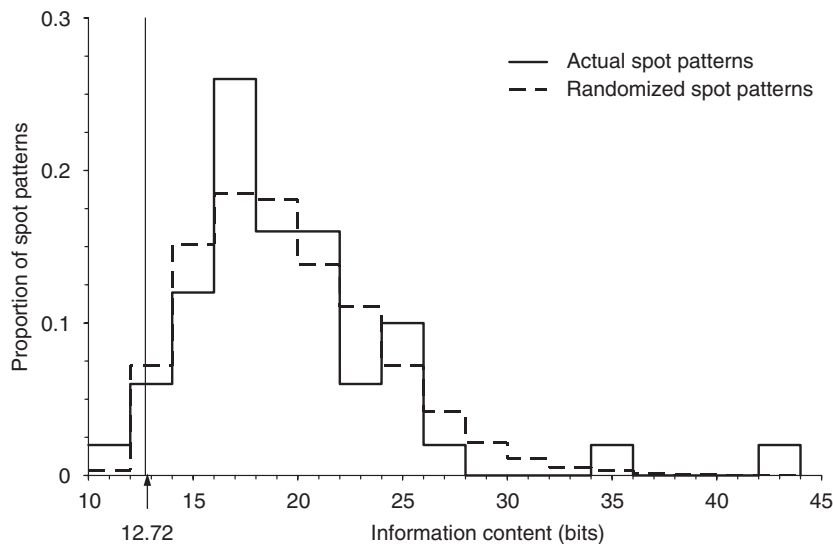 0.3
0.2
0.1
0
Proportion of spot patterns
Actual spot patterns
Randomized spot patterns
10 15 20 25 30 35 40 45
12.72
Information content (bits)